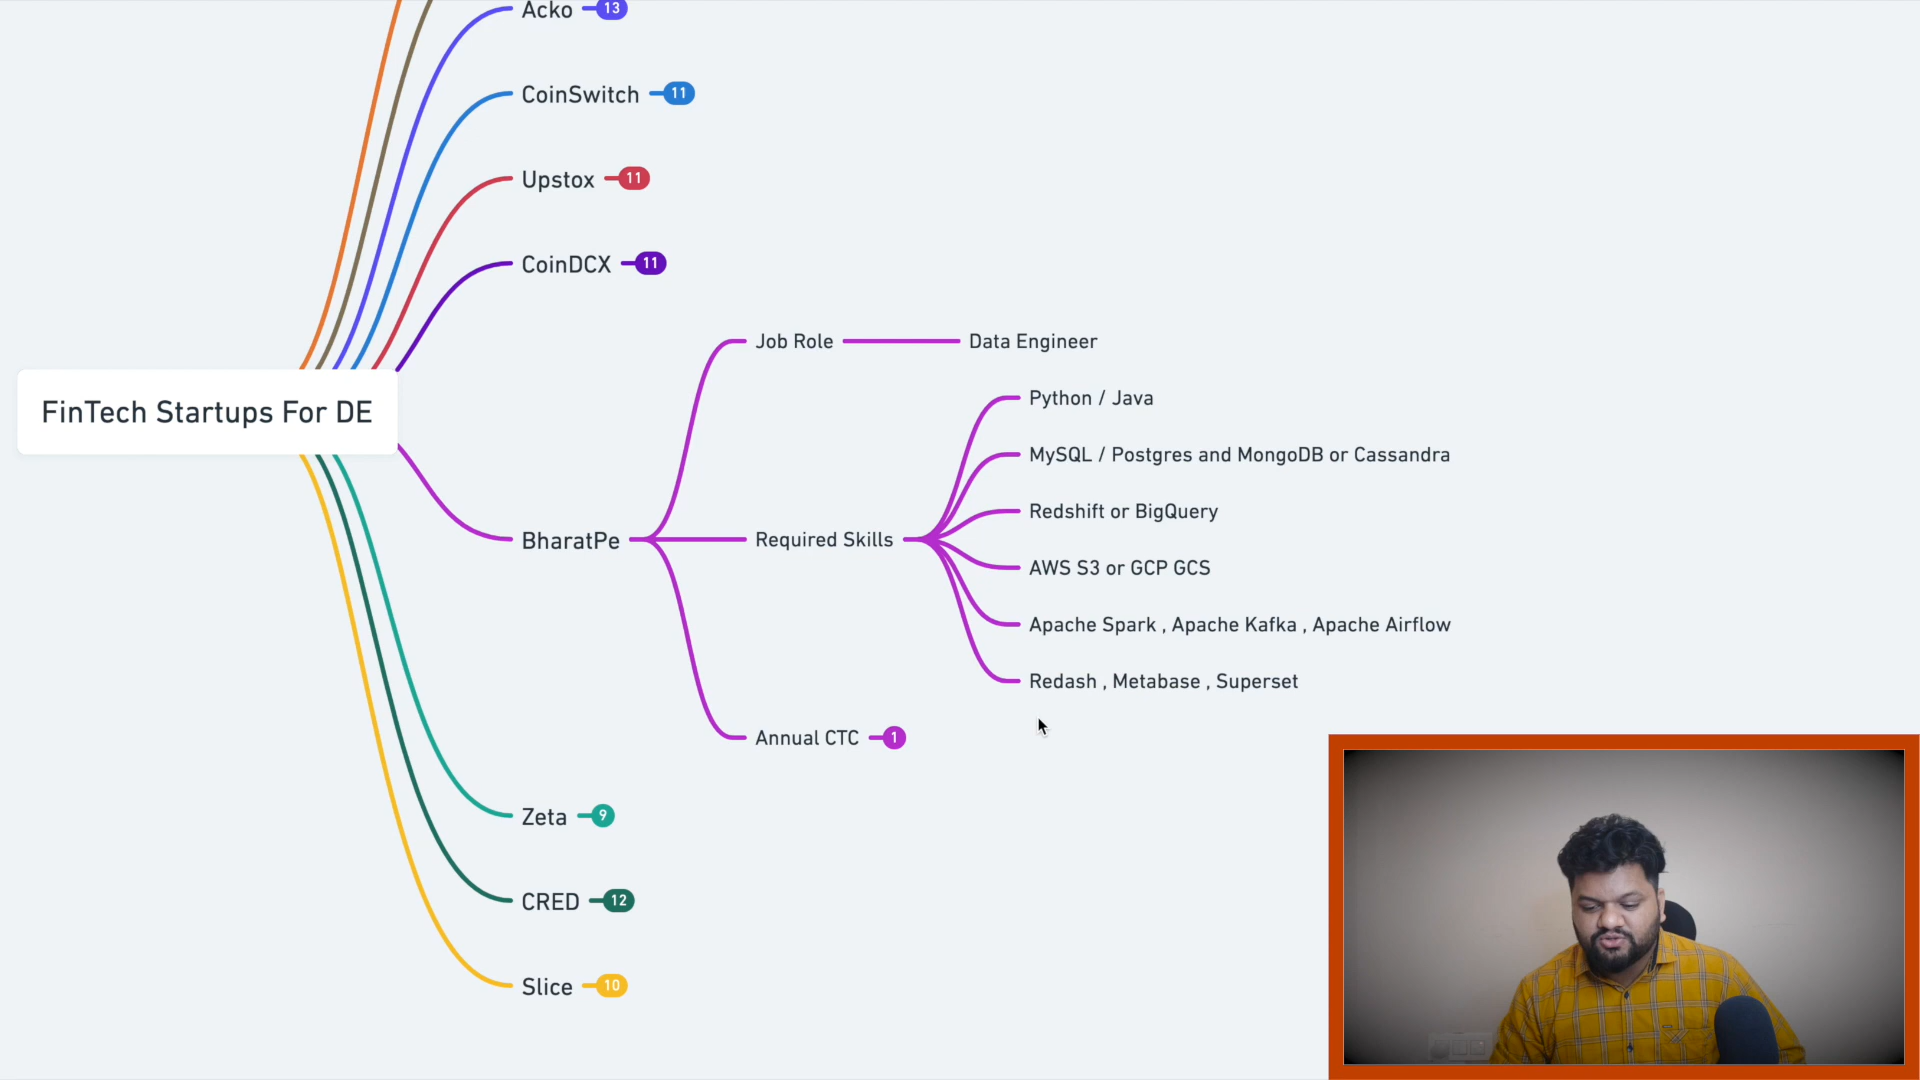 Acko 13
CoinSwitch 11
Upstox 11
CoinDCX 11
FinTech Startups For DE
BharatPe
Job Role
Data Engineer
Required Skills
Python / Java
MySQL / Postgres and MongoDB or Cassandra
Redshift or BigQuery
AWS S3 or GCP GCS
Apache Spark , Apache Kafka , Apache Airflow
Redash , Metabase , Superset
Annual CTC 1
Zeta 9
CRED 12
Slice 10